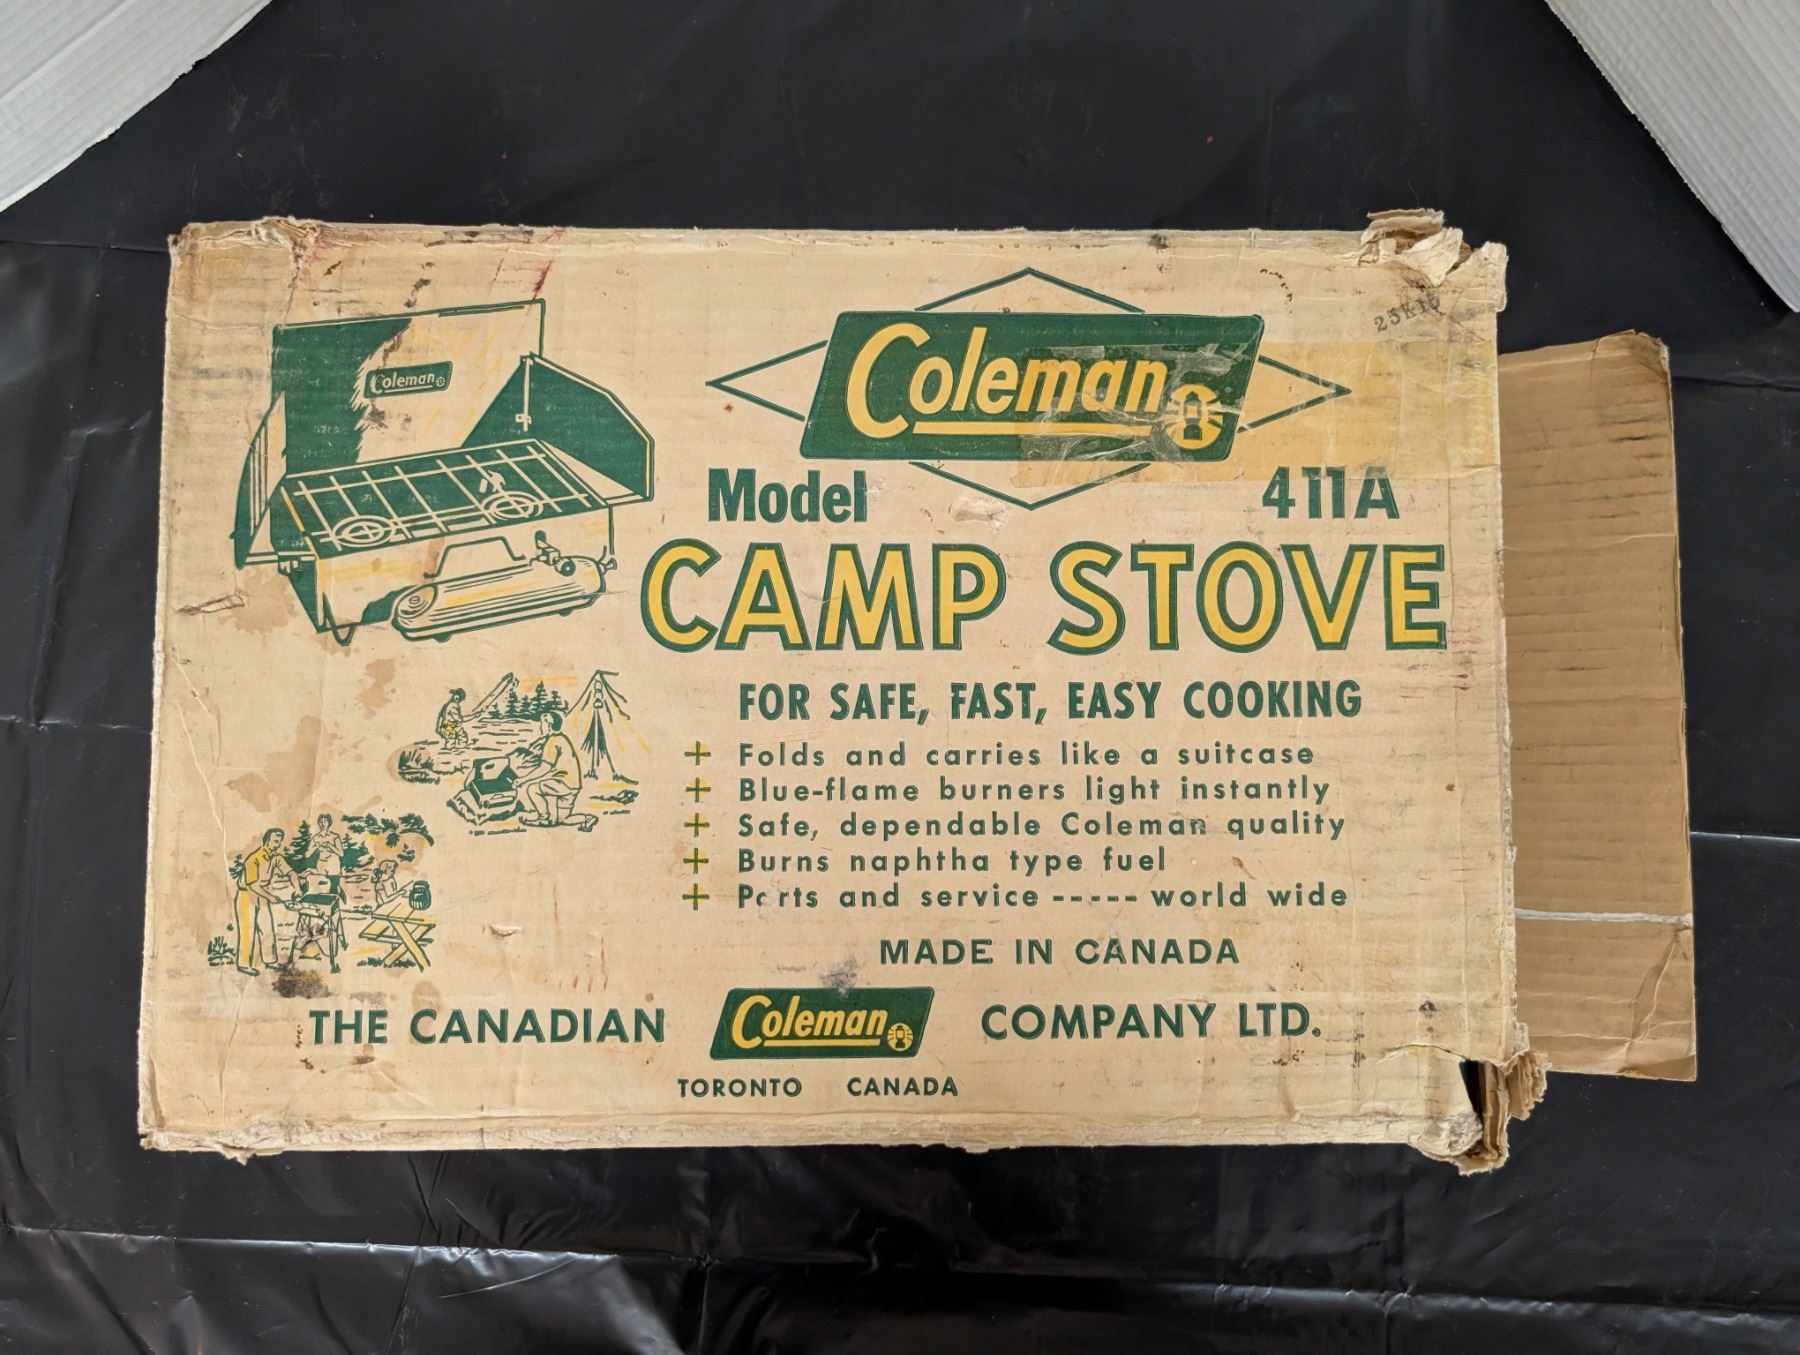 Coleman
Coleman
Model 411A
CAMP STOVE
FOR SAFE, FAST, EASY COOKING
+ Folds and carries like a suitcase
+ Blue-flame burners light instantly
+ Safe, dependable Coleman quality
+ Burns naphtha type fuel
+ Parts and service ----- world wide
MADE IN CANADA
THE CANADIAN Coleman COMPANY LTD.
TORONTO CANADA